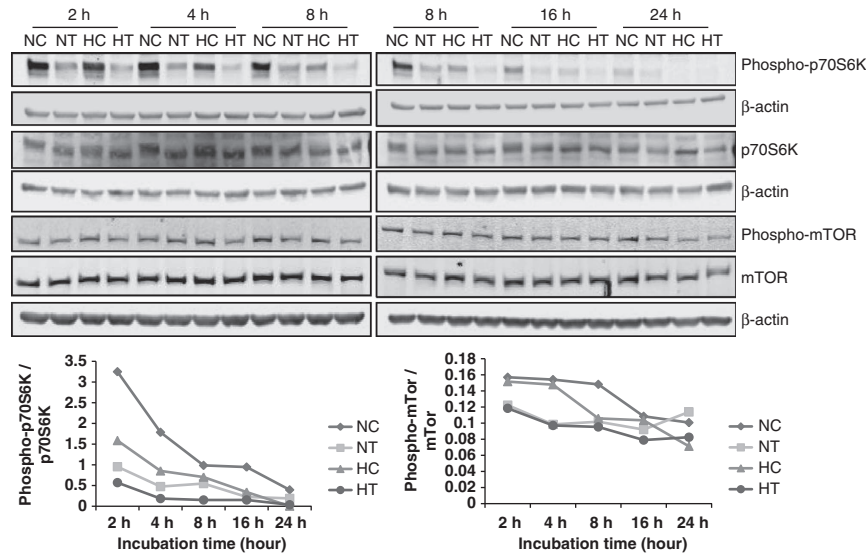 2 h 4 h 8 h 8 h 16 h 24 h
NC NT HC HT NC NT HC HT NC NT HC HT NC NT HC HT NC NT HC HT NC NT HC HT
Phospho-p70S6K
β-actin
p70S6K
β-actin
Phospho-mTOR
mTOR
β-actin
Phospho-p70S6K /
p70S6K
3.5
3
2.5
2
1.5
1
0.5
0
2 h 4 h 8 h 16 h 24 h
Incubation time (hour)
NC
NT
HC
HT
Phospho-mTor /
mTor
0.18
0.16
0.14
0.12
0.1
0.08
0.06
0.04
0.02
0
2 h 4 h 8 h 16 h 24 h
Incubation time (hour)
NC
NT
HC
HT